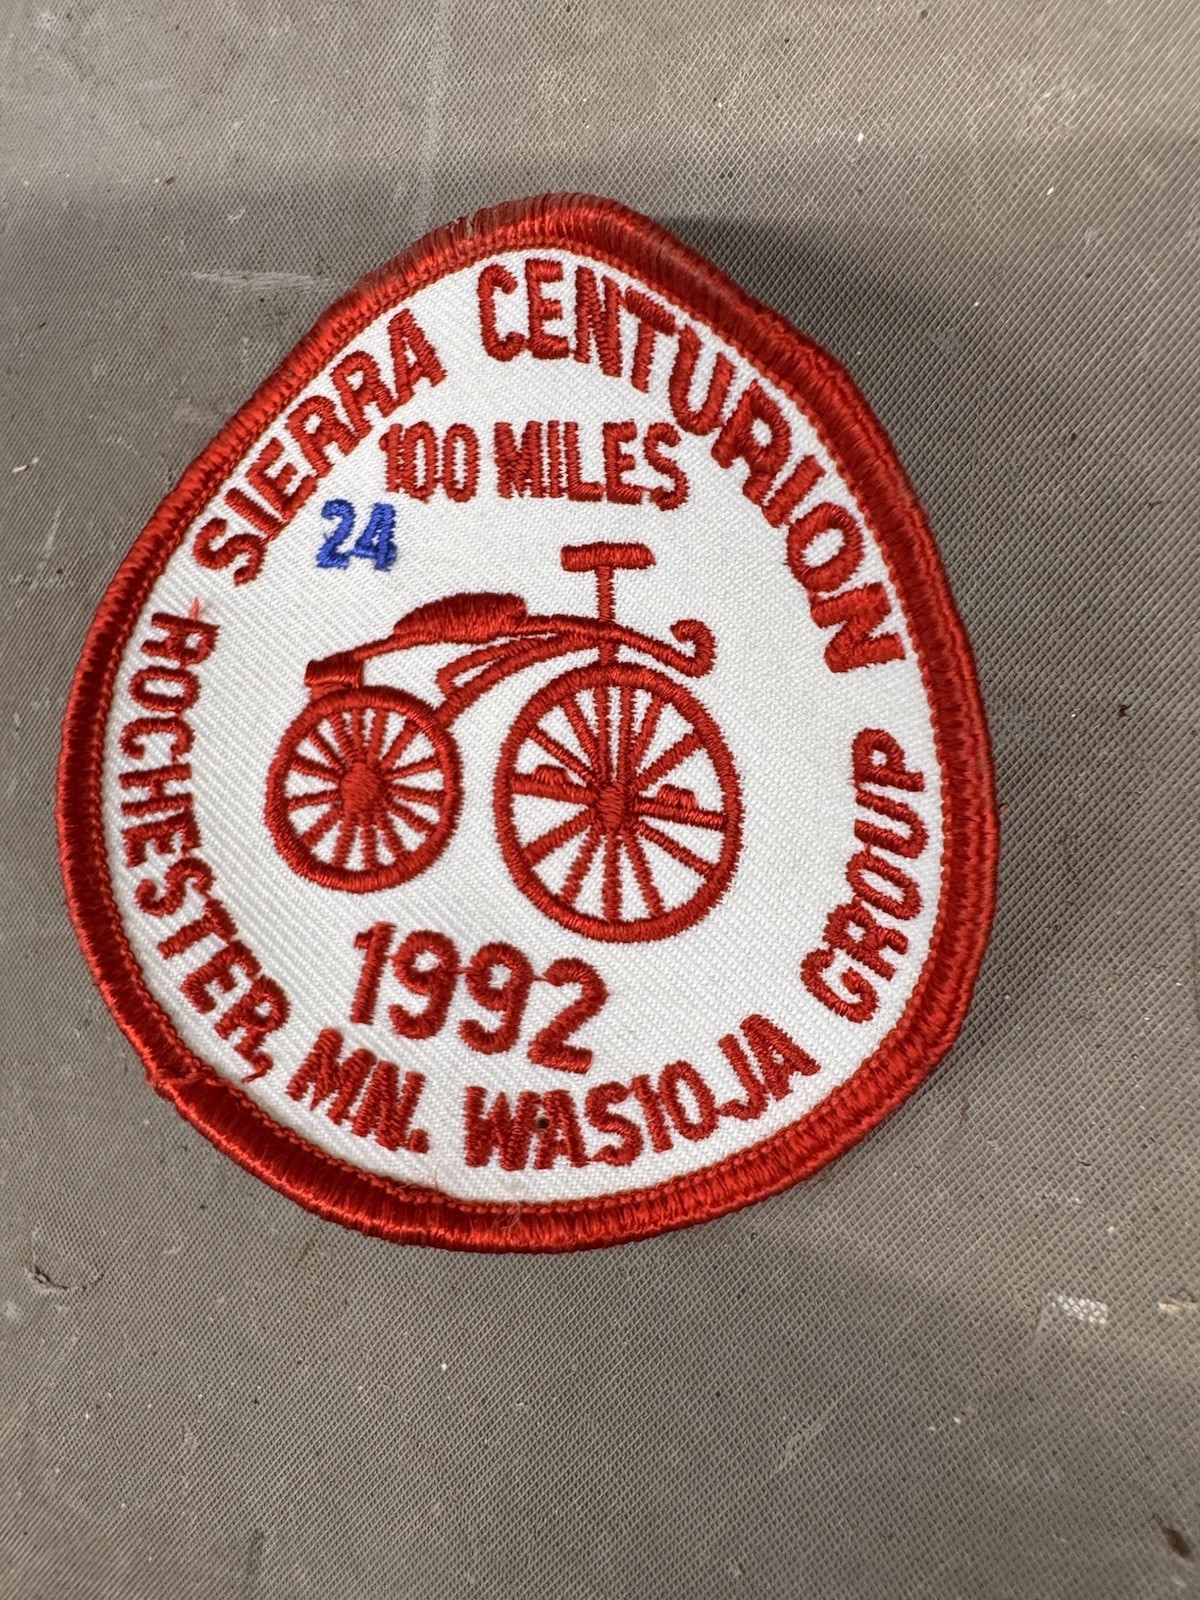 SIERRA CENTURION
100 MILES
24
1992
ROCHESTER, MN. WASIOJA GROUP